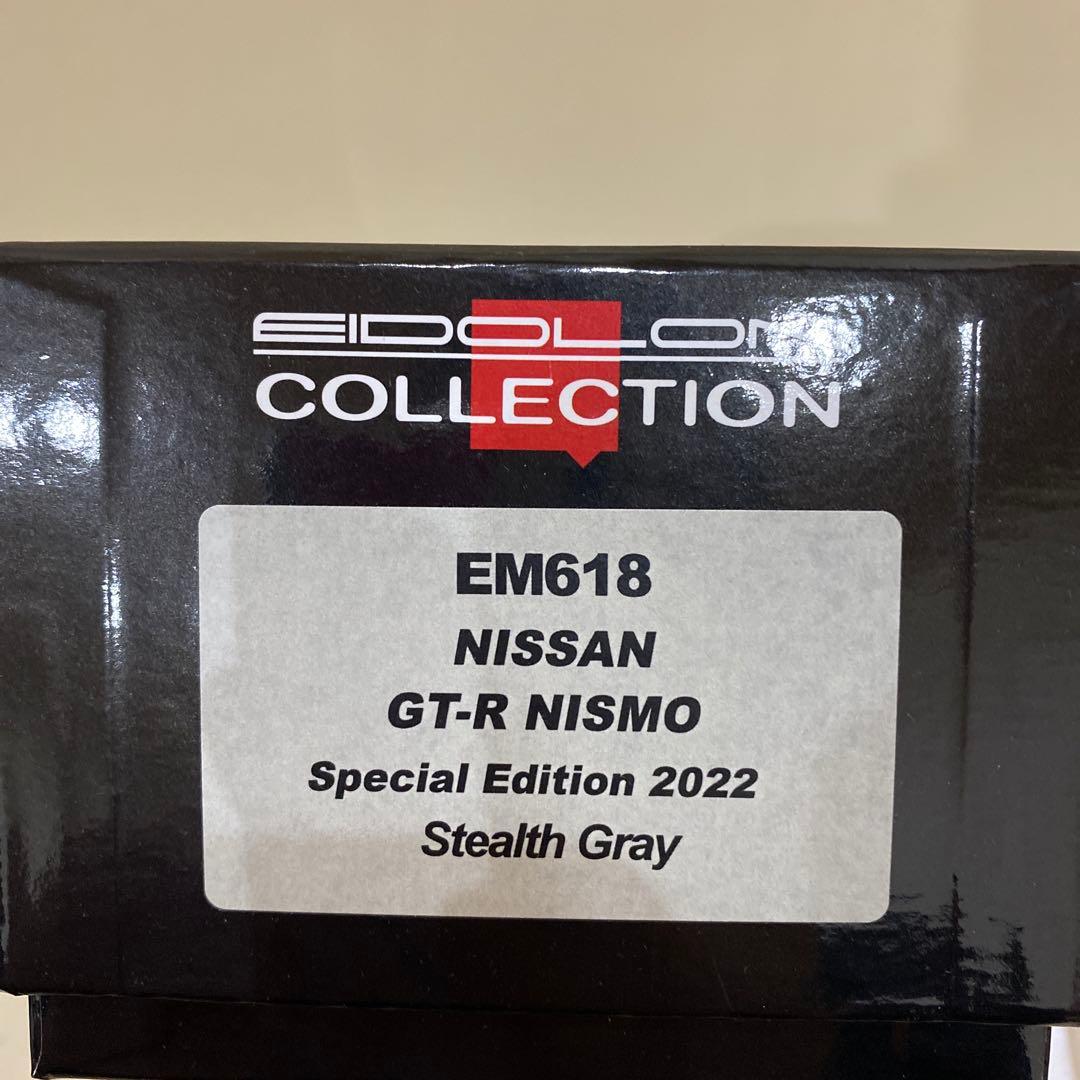 EIDOLON
COLLECTION
EM618
NISSAN
GT-R NISMO
Special Edition 2022
Stealth Gray